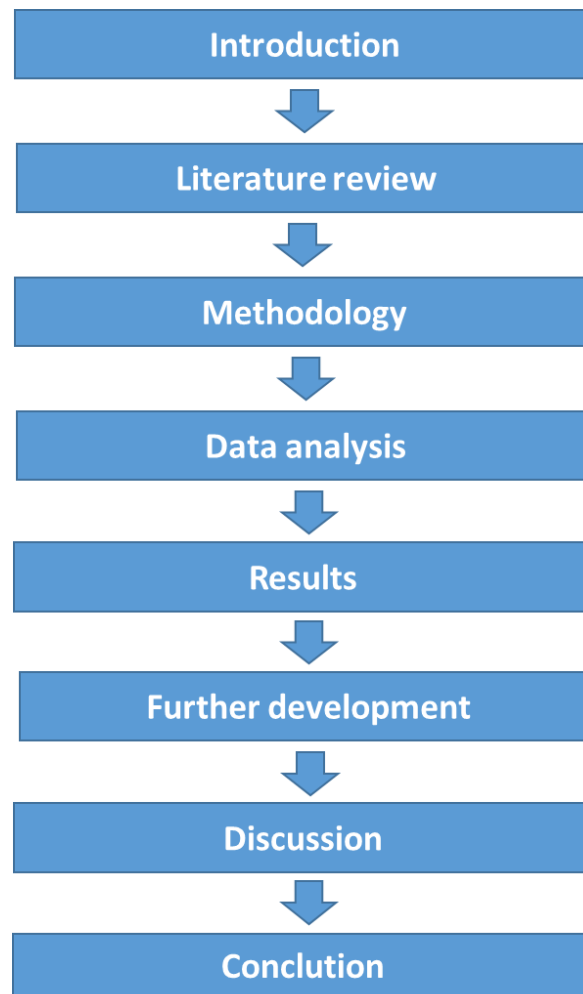 Introduction
Literature review
Methodology
Data analysis
Results
Further development
Discussion
Conclution